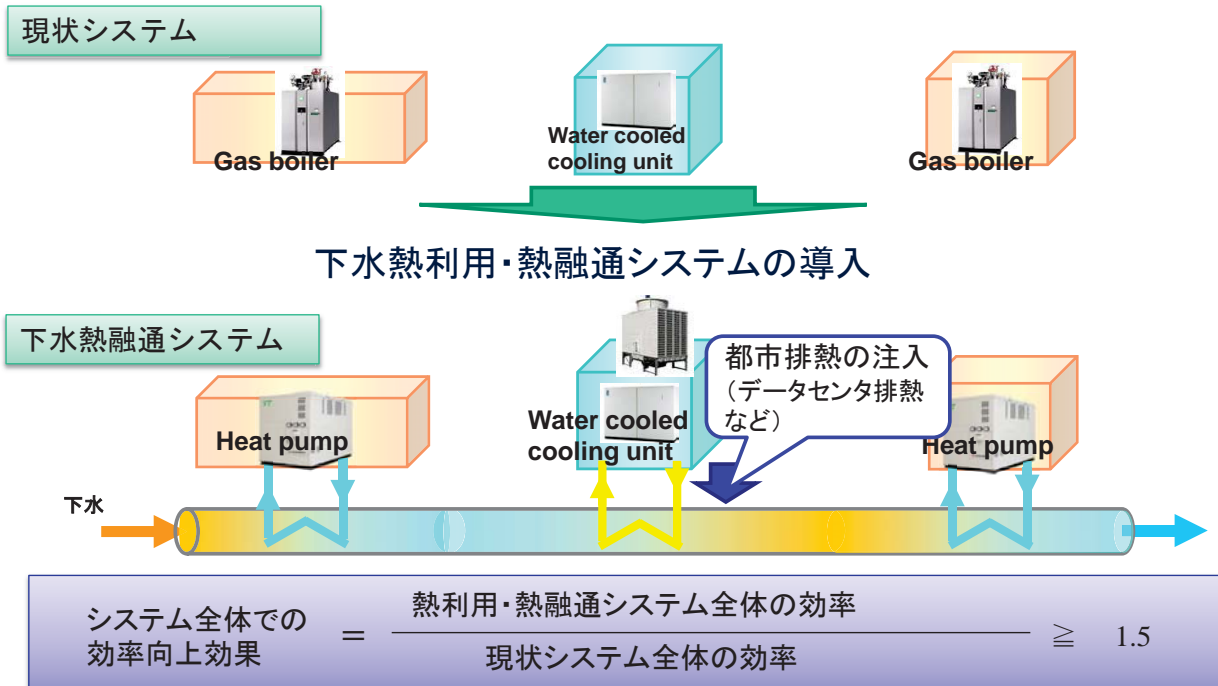 現状システム
Gas boiler
Water cooled
cooling unit
Gas boiler
下水熱利用・熱融通システムの導入
下水熱融通システム
都市排熱の注入
(データセンタ排熱
など)
Heat pump
Water cooled
cooling unit
Heat pump
下水
システム全体での
効率向上効果
=
熱利用・熱融通システム全体の効率
現状システム全体の効率
≧ 1.5